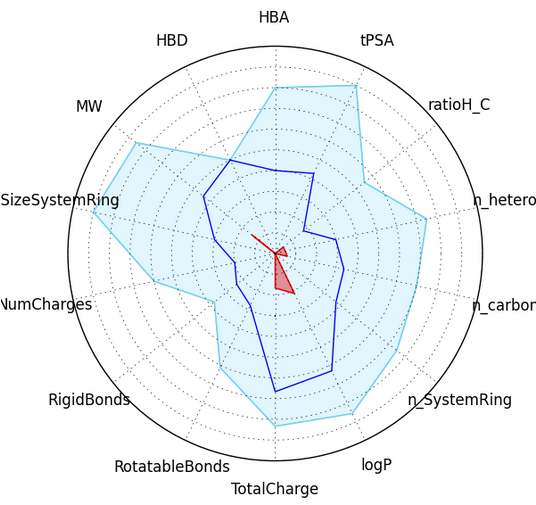 HBA
HBD
tPSA
MW
ratioH_C
SizeSystemRing
n_hetero
NumCharges
n_carbon
RigidBonds
n_SystemRing
RotatableBonds
logP
TotalCharge